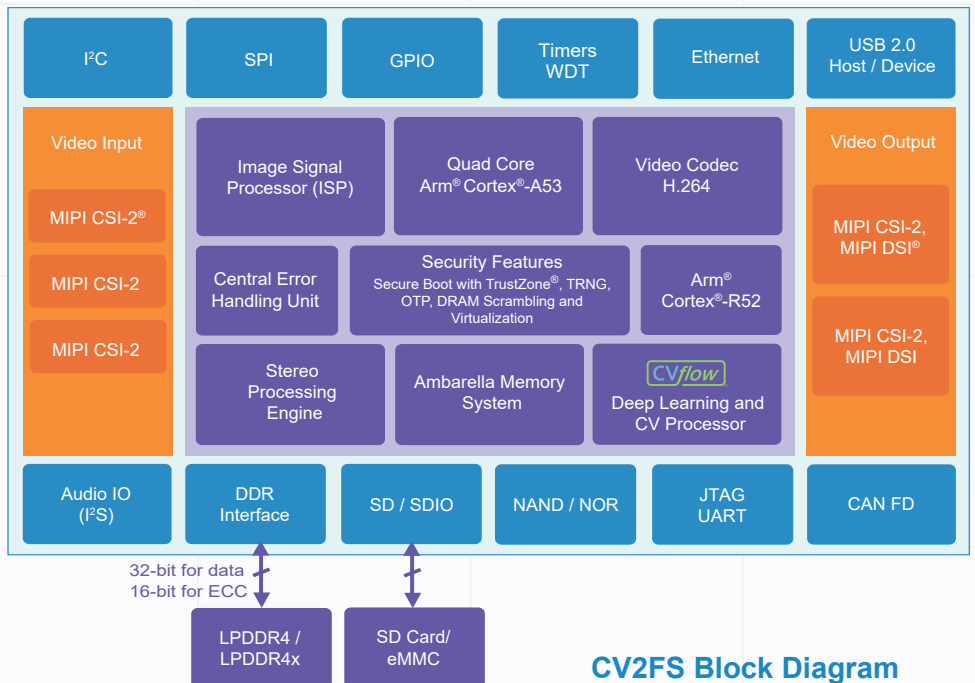 I²C
SPI
GPIO
Timers
WDT
Ethernet
USB 2.0
Host / Device
Video Input
MIPI CSI-2®
MIPI CSI-2
MIPI CSI-2
Image Signal
Processor (ISP)
Quad Core
Arm® Cortex®-A53
Video Codec
H.264
Central Error
Handling Unit
Security Features
Secure Boot with TrustZone®, TRNG,
OTP, DRAM Scrambling and
Virtualization
Arm®
Cortex®-R52
Stereo
Processing
Engine
Ambarella Memory
System
CVflow
Deep Learning and
CV Processor
Video Output
MIPI CSI-2,
MIPI DSI®
MIPI CSI-2,
MIPI DSI
Audio IO
(I²S)
DDR
Interface
SD / SDIO
NAND / NOR
JTAG
UART
CAN FD
32-bit for data
16-bit for ECC
LPDDR4 /
LPDDR4x
SD Card/
eMMC
CV2FS Block Diagram